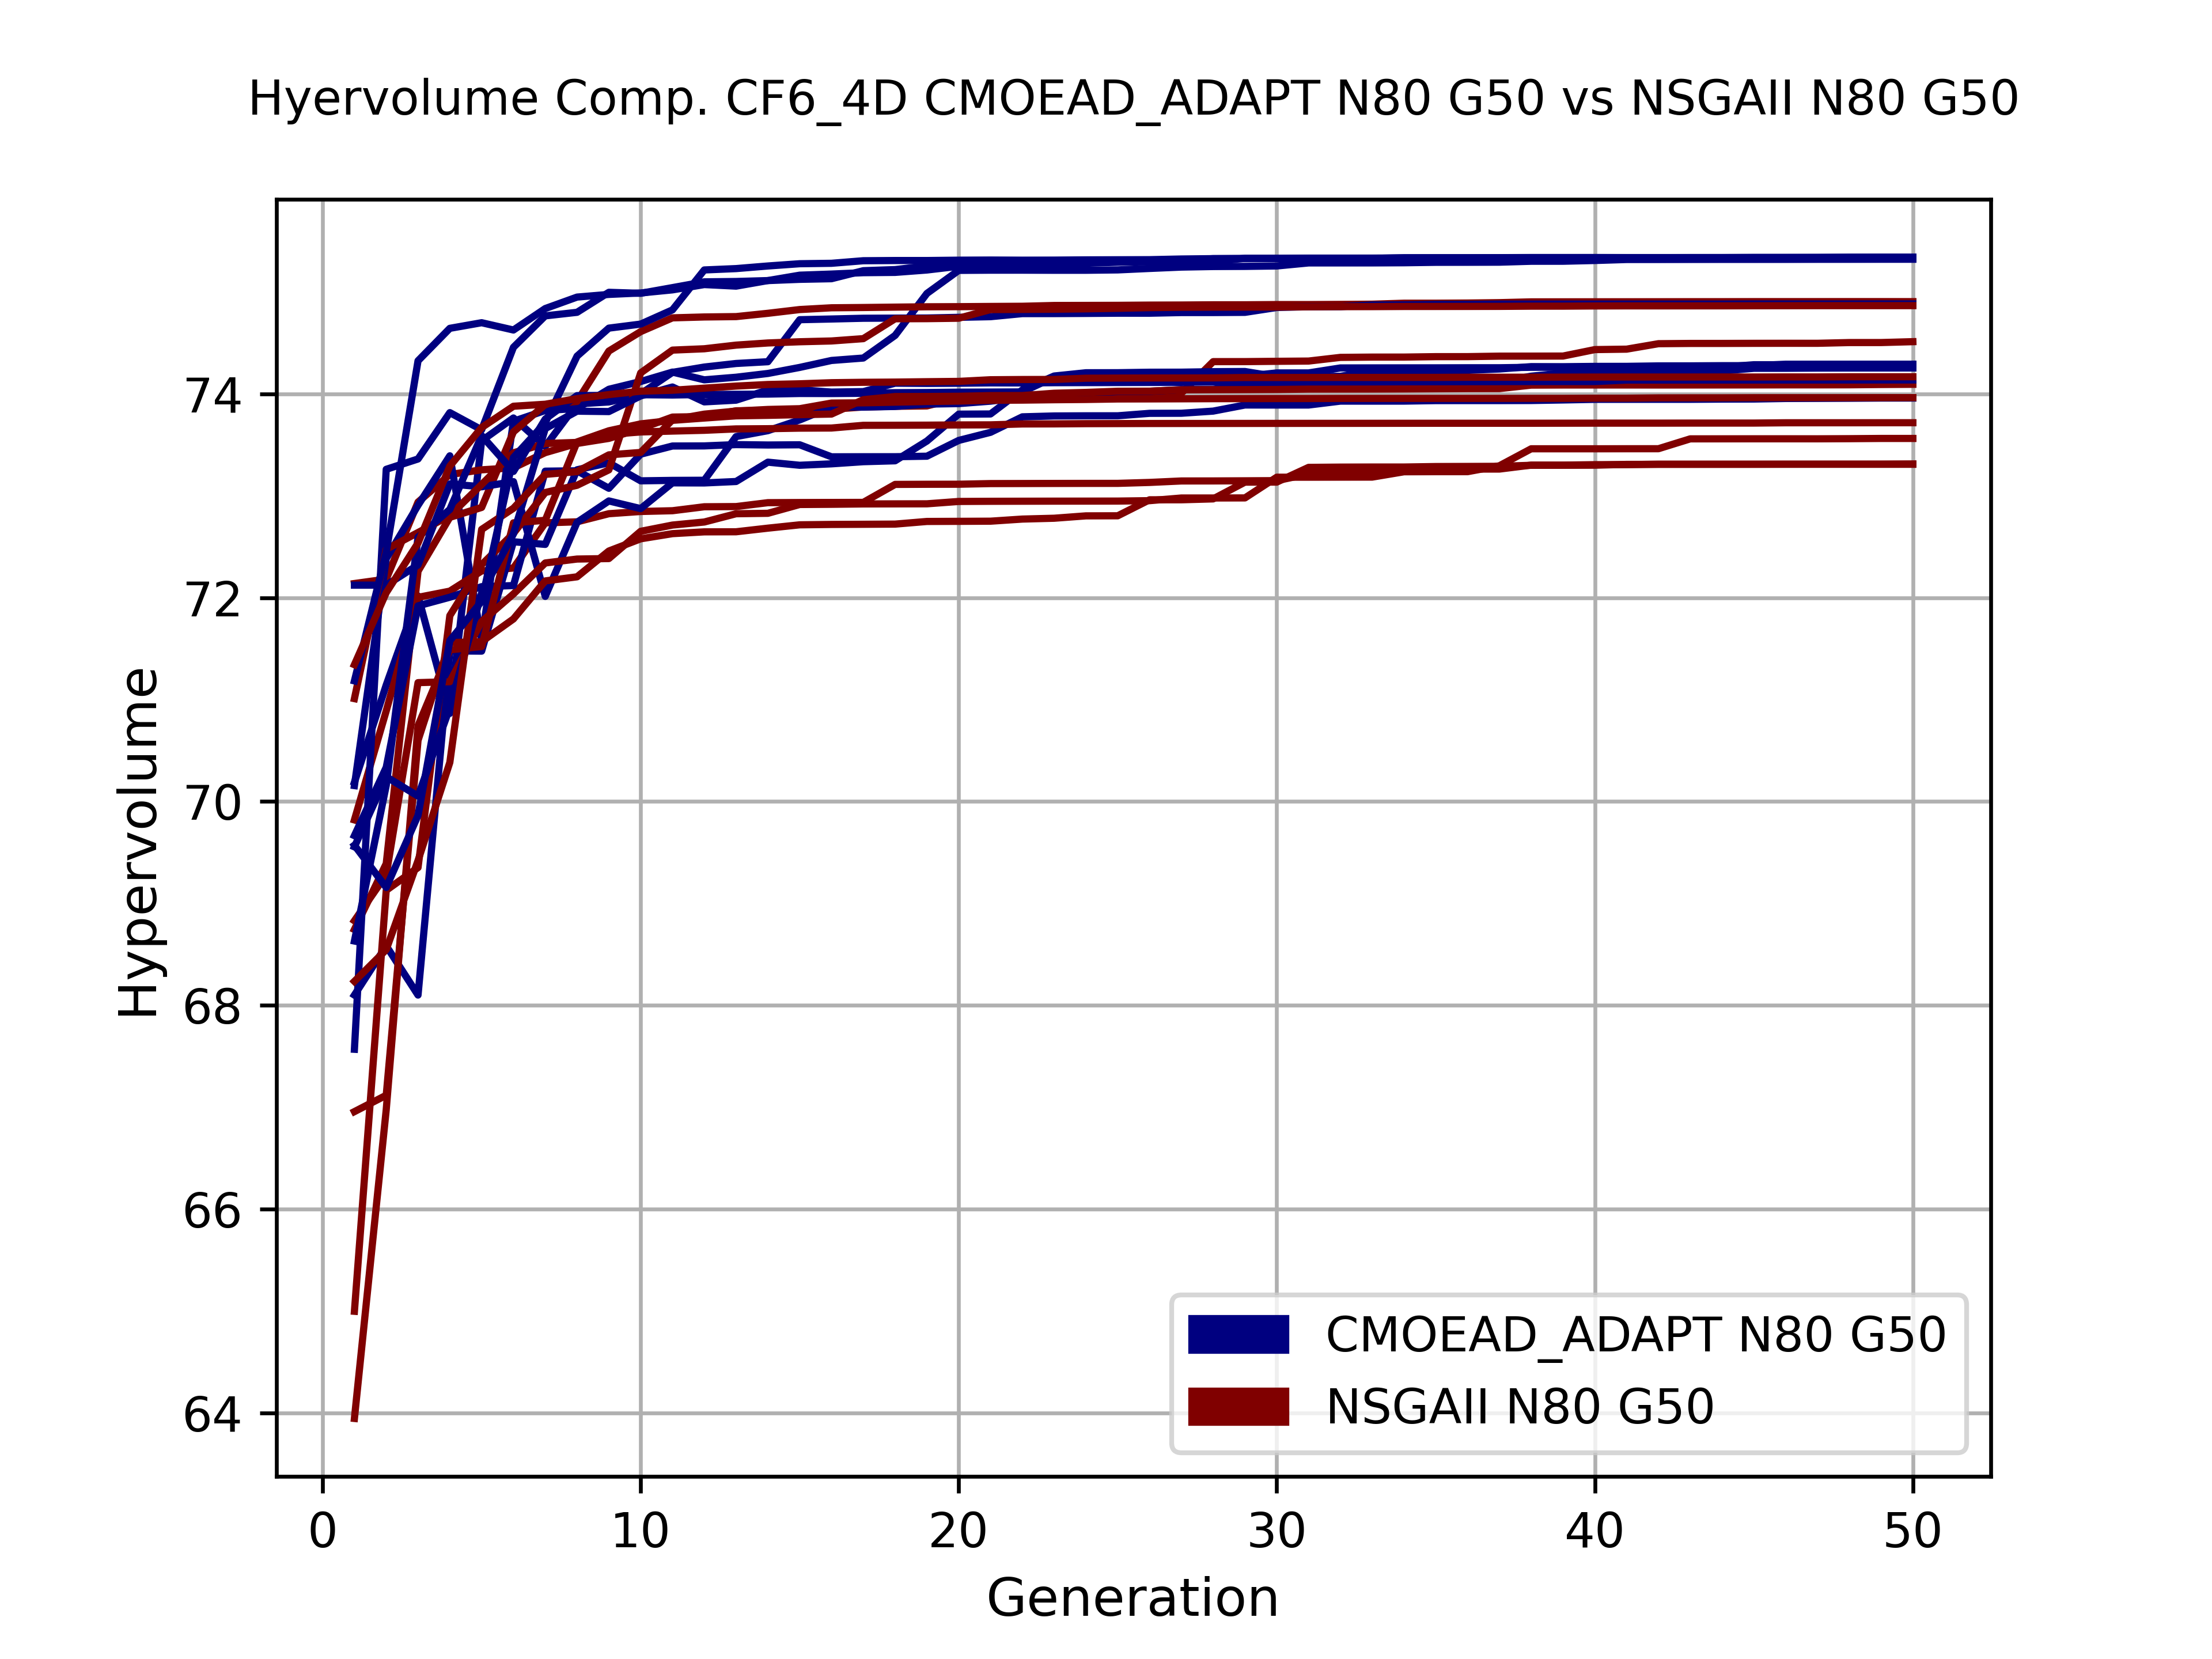 Hyervolume Comp. CF6_4D CMOEAD_ADAPT N80 G50 vs NSGAII N80 G50
Hypervolume
74
72
70
68
66
64
0 10 20 30 40 50
Generation
CMOEAD_ADAPT N80 G50
NSGAII N80 G50